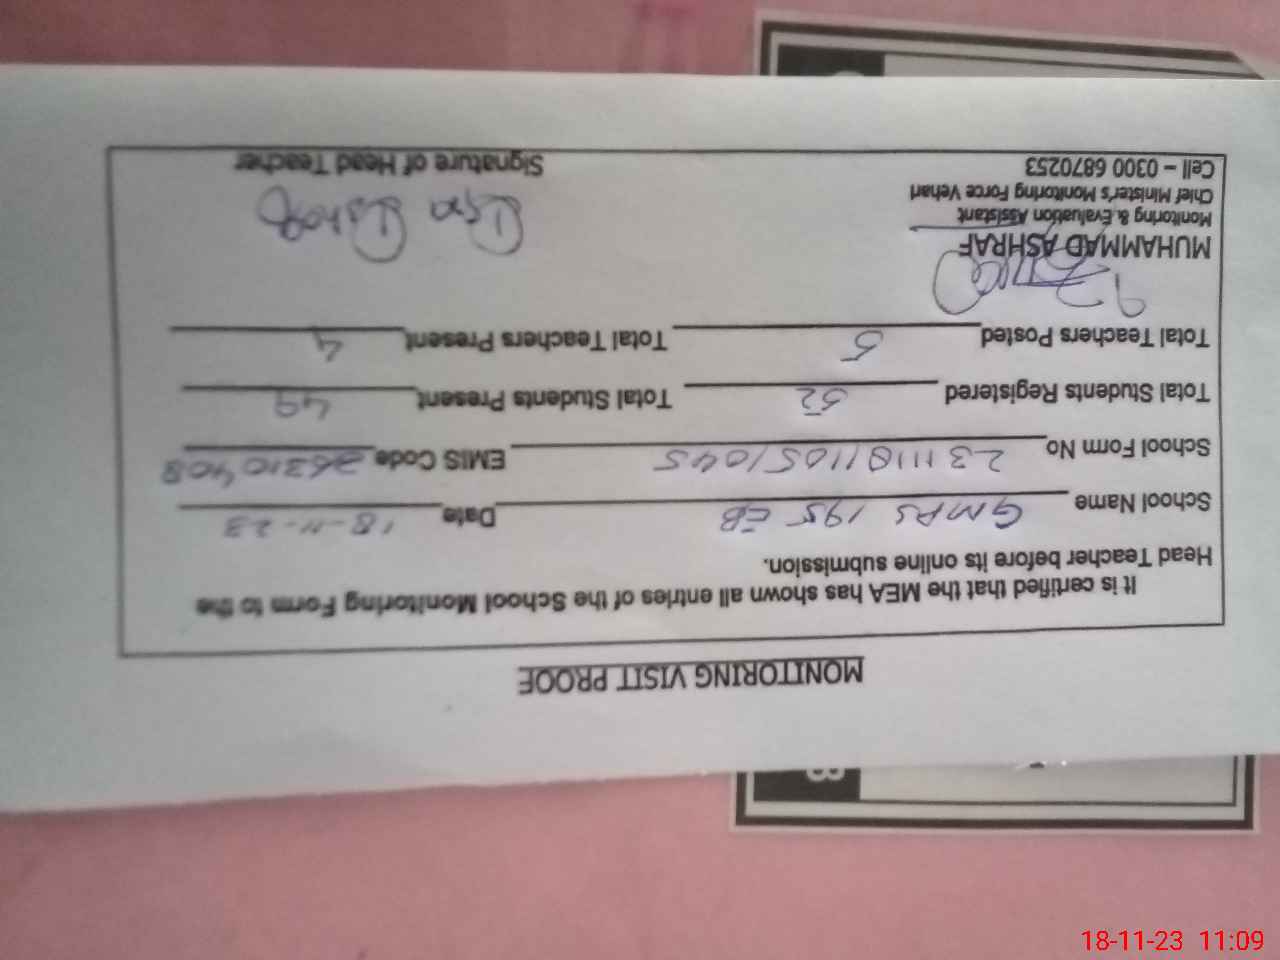 MONITORING VISIT PROOF
It is certified that the MEA has shown all entries of the School Monitoring Form to the
Head Teacher before its online submission.
School Name GMPS 195 EB Date 18-11-23
School Form No 231118/1105/045 EMIS Code 36310408
Total Students Registered 52 Total Students Present 49
Total Teachers Posted 5 Total Teachers Present 4
MUHAMMAD ASHRAF
Monitoring & Evaluation Assistant
Chief Minister's Monitoring Force Vehari
Cell – 0300 6870253
Signature of Head Teacher
B
18-11-23 11:09